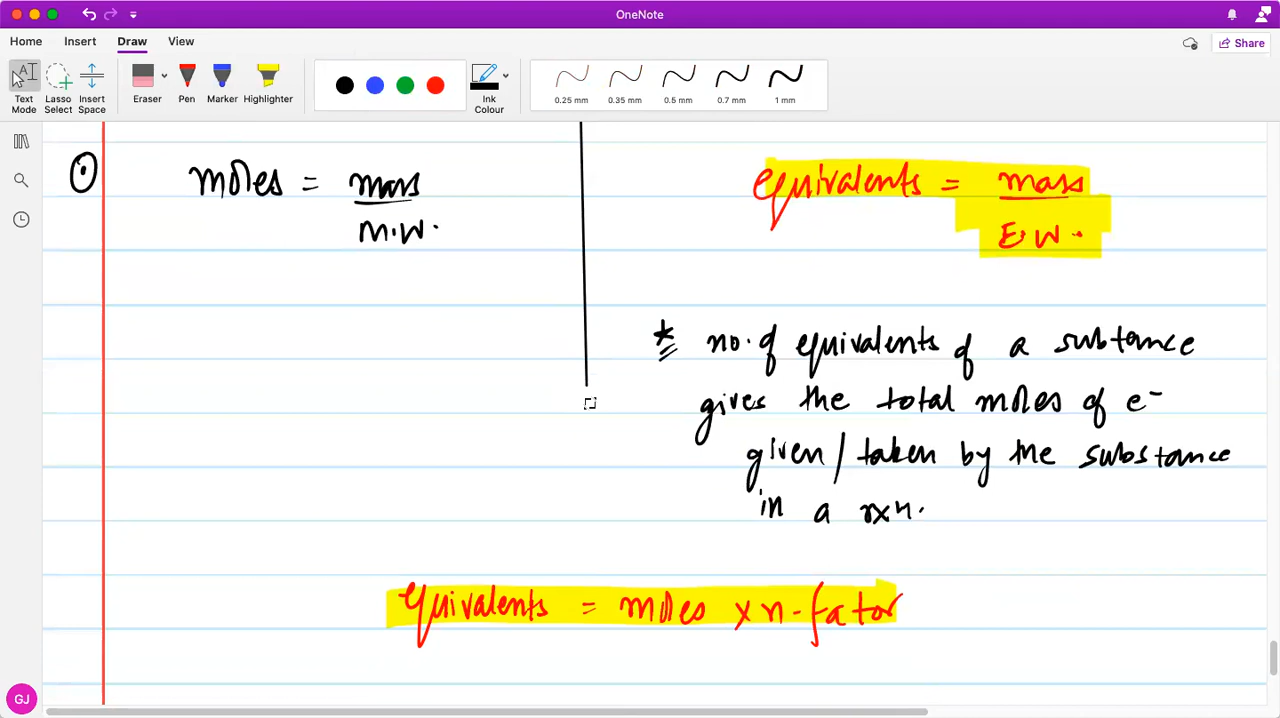 OneNote
Home Insert Draw View
Share
Text Mode
Lasso Select
Insert Space
Eraser
Pen
Marker
Highlighter
Ink Colour
0.25 mm
0.35 mm
0.5 mm
0.7 mm
1 mm
moles = mass
M.W.
equivalents = mass
E.W.
* no. of equivalents of a substance
gives the total moles of e-
given/taken by the substance
in a rxn.
equivalents = moles x n-factor
GJ